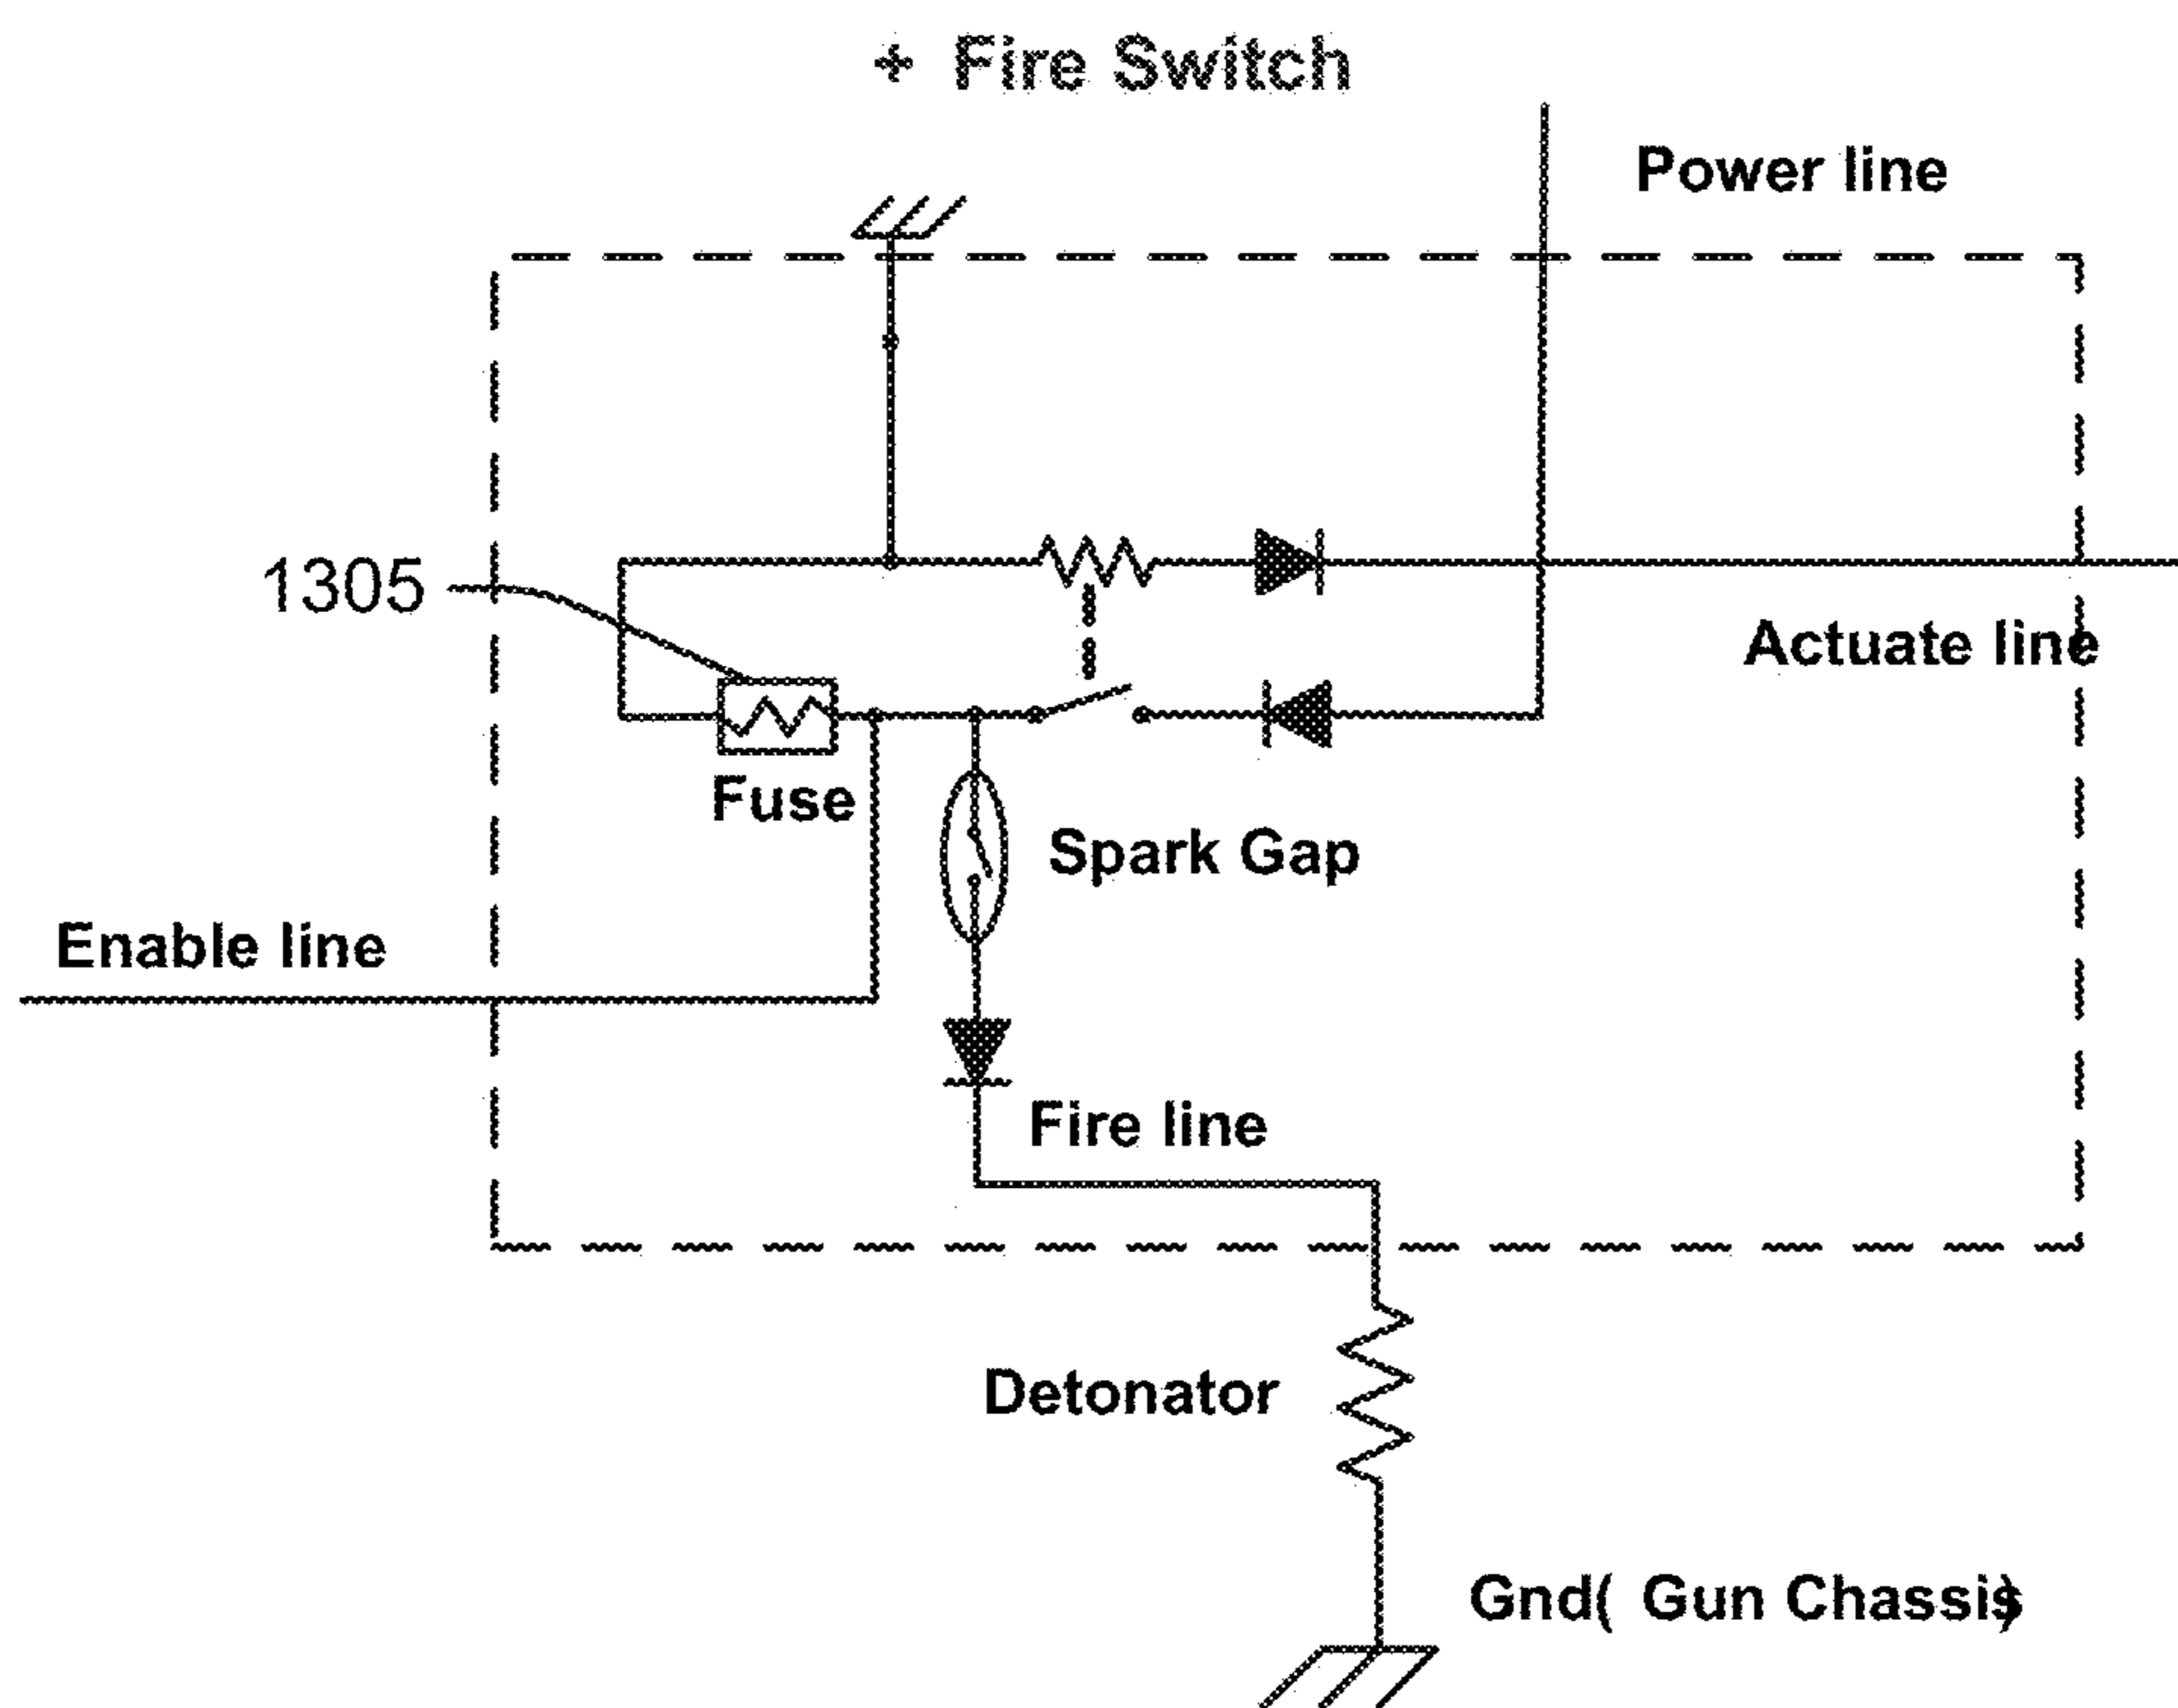 + Fire Switch
Power line
1305
Actuate line
Fuse
Spark Gap
Enable line
Fire line
Detonator
Gnd( Gun Chassis)